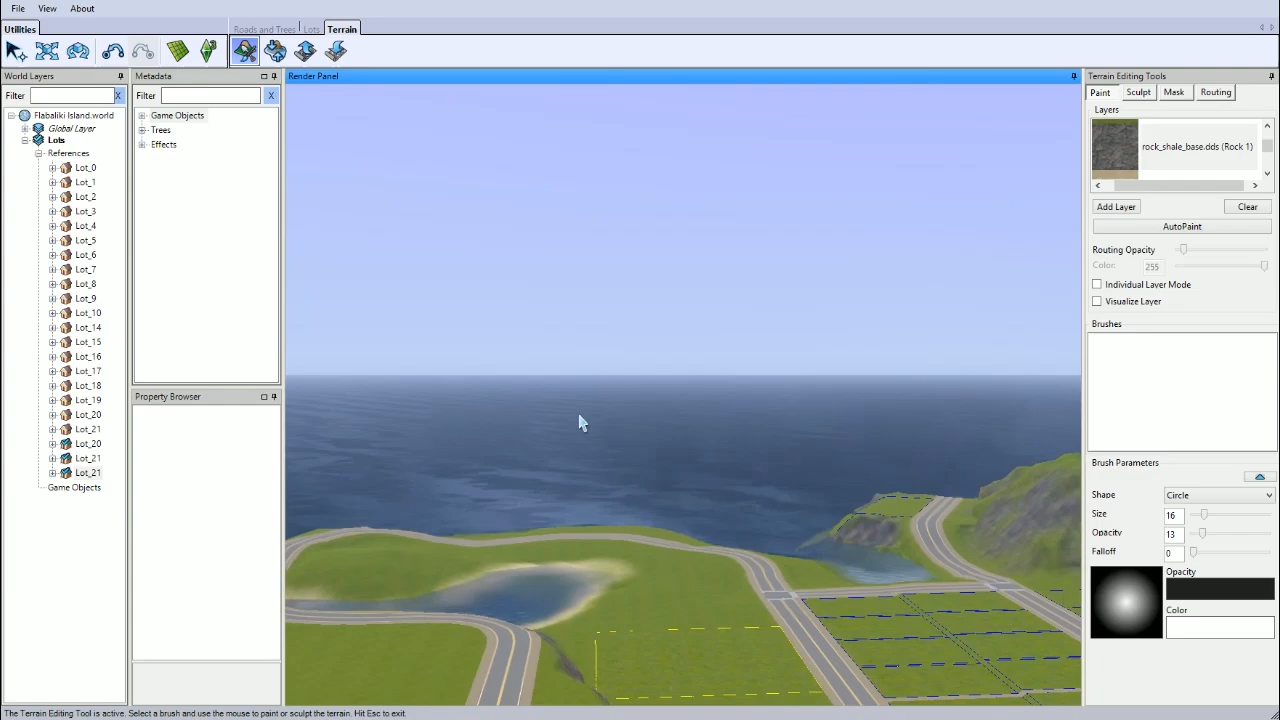 File View About
Utilities Roads and Trees Lots Terrain
World Layers
Filter X
Flabaliki Island.world
Global Layer
Lots
References
Lot_0
Lot_1
Lot_2
Lot_3
Lot_4
Lot_5
Lot_6
Lot_7
Lot_8
Lot_9
Lot_10
Lot_14
Lot_15
Lot_16
Lot_17
Lot_18
Lot_19
Lot_20
Lot_21
Lot_20
Lot_21
Lot_21
Game Objects
Metadata
Filter X
Game Objects
Trees
Effects
Property Browser
Render Panel
Terrain Editing Tools
Paint Sculpt Mask Routing
Layers
rock_shale_base.dds (Rock 1)
Add Layer Clear
AutoPaint
Routing Opacity
Color: 255
Individual Layer Mode
Visualize Layer
Brushes
Brush Parameters
Shape Circle
Size 16
Opacity 13
Falloff 0
Opacity
Color
The Terrain Editing Tool is active. Select a brush and use the mouse to paint or sculpt the terrain. Hit Esc to exit.